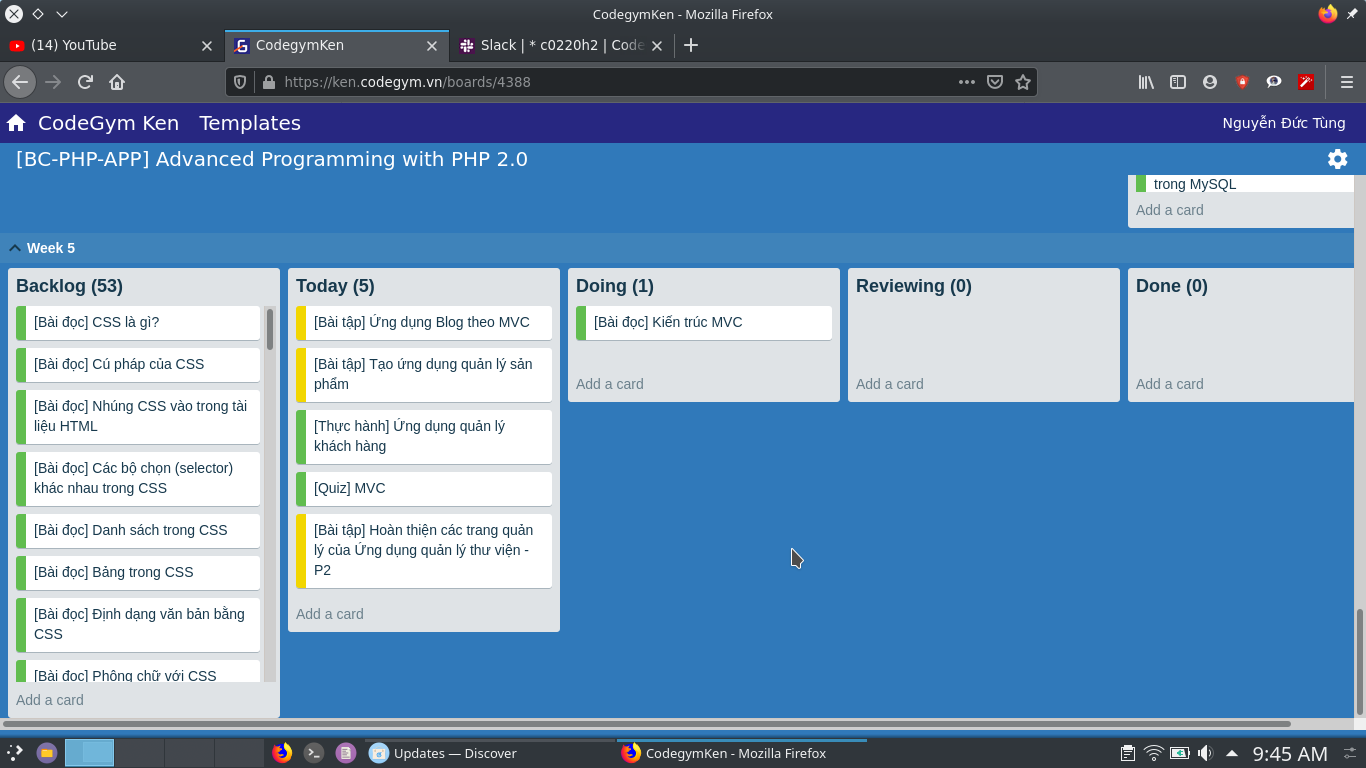 CodegymKen - Mozilla Firefox
(14) YouTube
CodegymKen
Slack | * c0220h2 | Code
https://ken.codegym.vn/boards/4388
CodeGym Ken Templates
Nguyễn Đức Tùng
[BC-PHP-APP] Advanced Programming with PHP 2.0
trong MySQL
Add a card
Week 5
Backlog (53)
[Bài đọc] CSS là gì?
[Bài đọc] Cú pháp của CSS
[Bài đọc] Nhúng CSS vào trong tài
liệu HTML
[Bài đọc] Các bộ chọn (selector)
khác nhau trong CSS
[Bài đọc] Danh sách trong CSS
[Bài đọc] Bảng trong CSS
[Bài đọc] Định dạng văn bản bằng
CSS
[Bài đọc] Phông chữ với CSS
Add a card
Today (5)
[Bài tập] Ứng dụng Blog theo MVC
[Bài tập] Tạo ứng dụng quản lý sản
phẩm
[Thực hành] Ứng dụng quản lý
khách hàng
[Quiz] MVC
[Bài tập] Hoàn thiện các trang quản
lý của Ứng dụng quản lý thư viện -
P2
Add a card
Doing (1)
[Bài đọc] Kiến trúc MVC
Add a card
Reviewing (0)
Add a card
Done (0)
Add a card
Updates — Discover
CodegymKen - Mozilla Firefox
9:45 AM